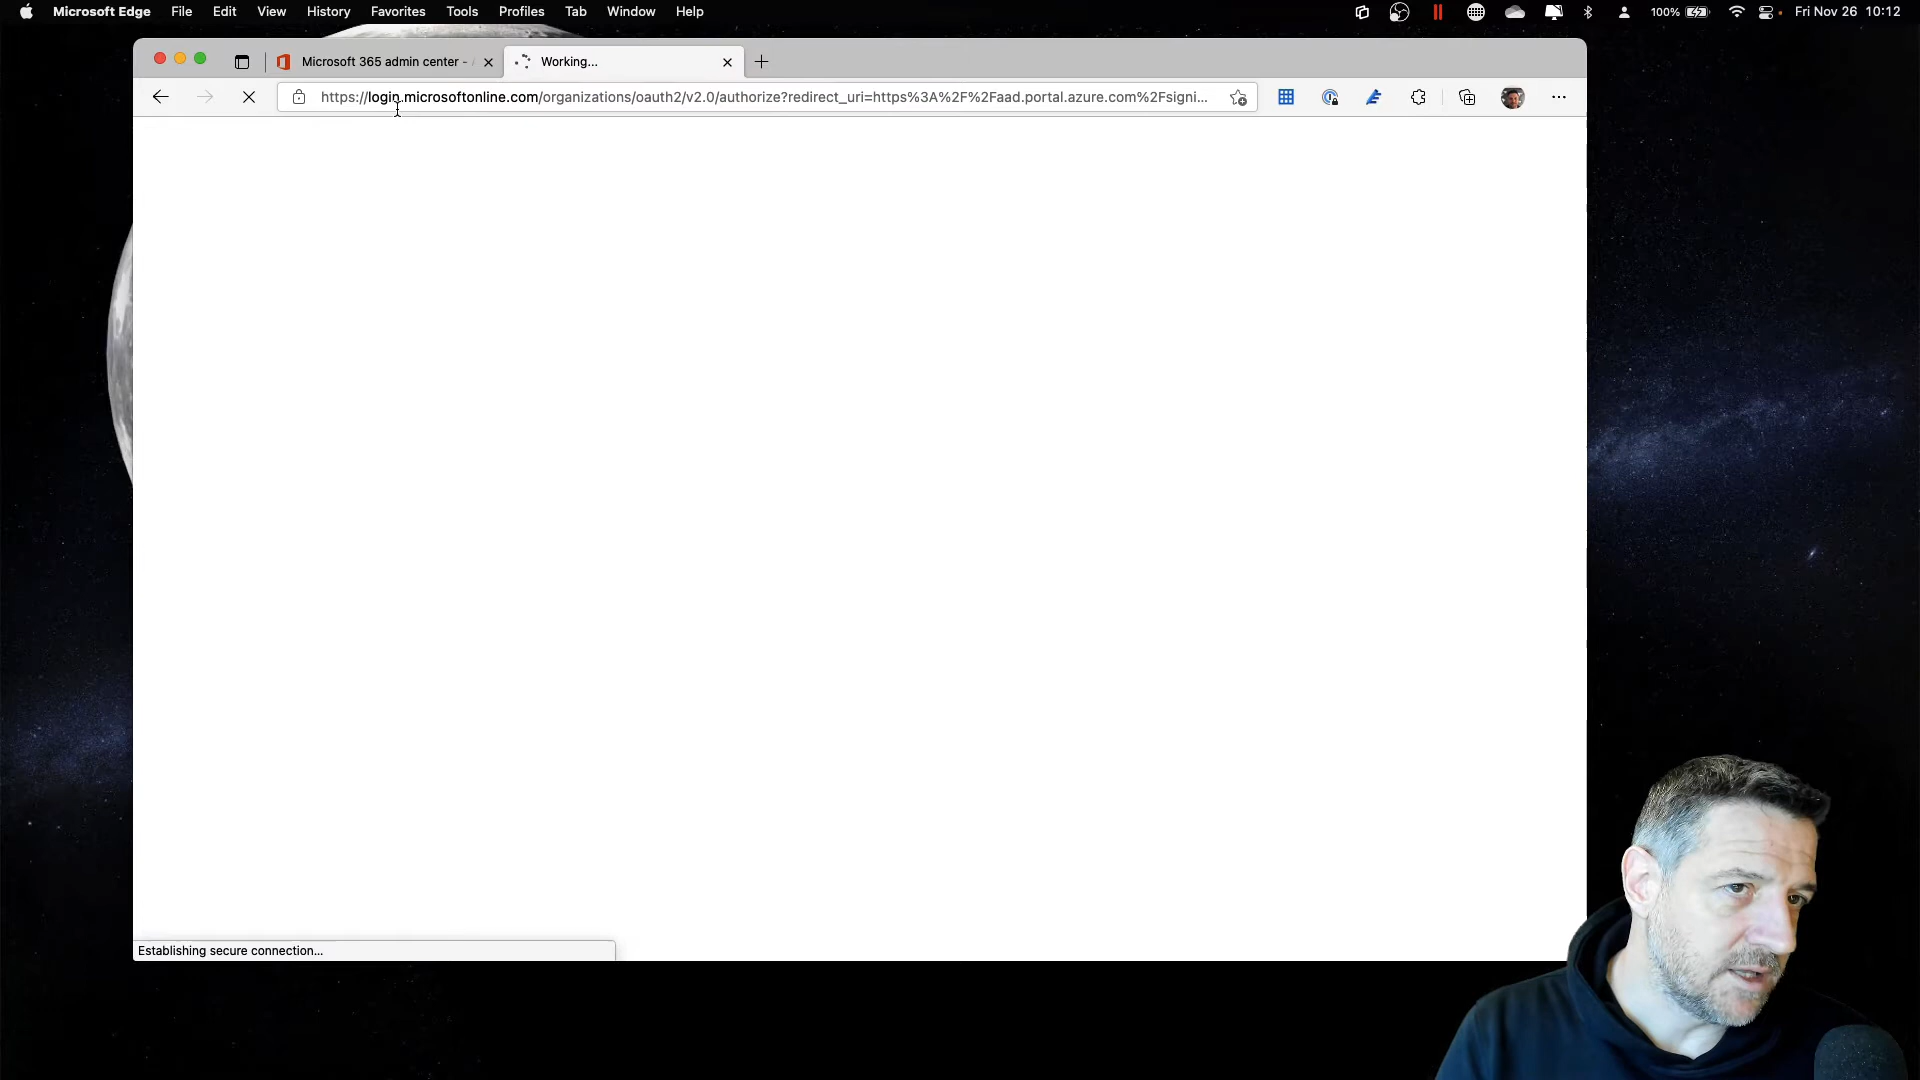 Microsoft Edge File Edit View History Favorites Tools Profiles Tab Window Help 100% Fri Nov 26 10:12
Microsoft 365 admin center - Working...
https://login.microsoftonline.com/organizations/oauth2/v2.0/authorize?redirect_uri=https%3A%2F%2Faad.portal.azure.com%2Fsigni...
Establishing secure connection...